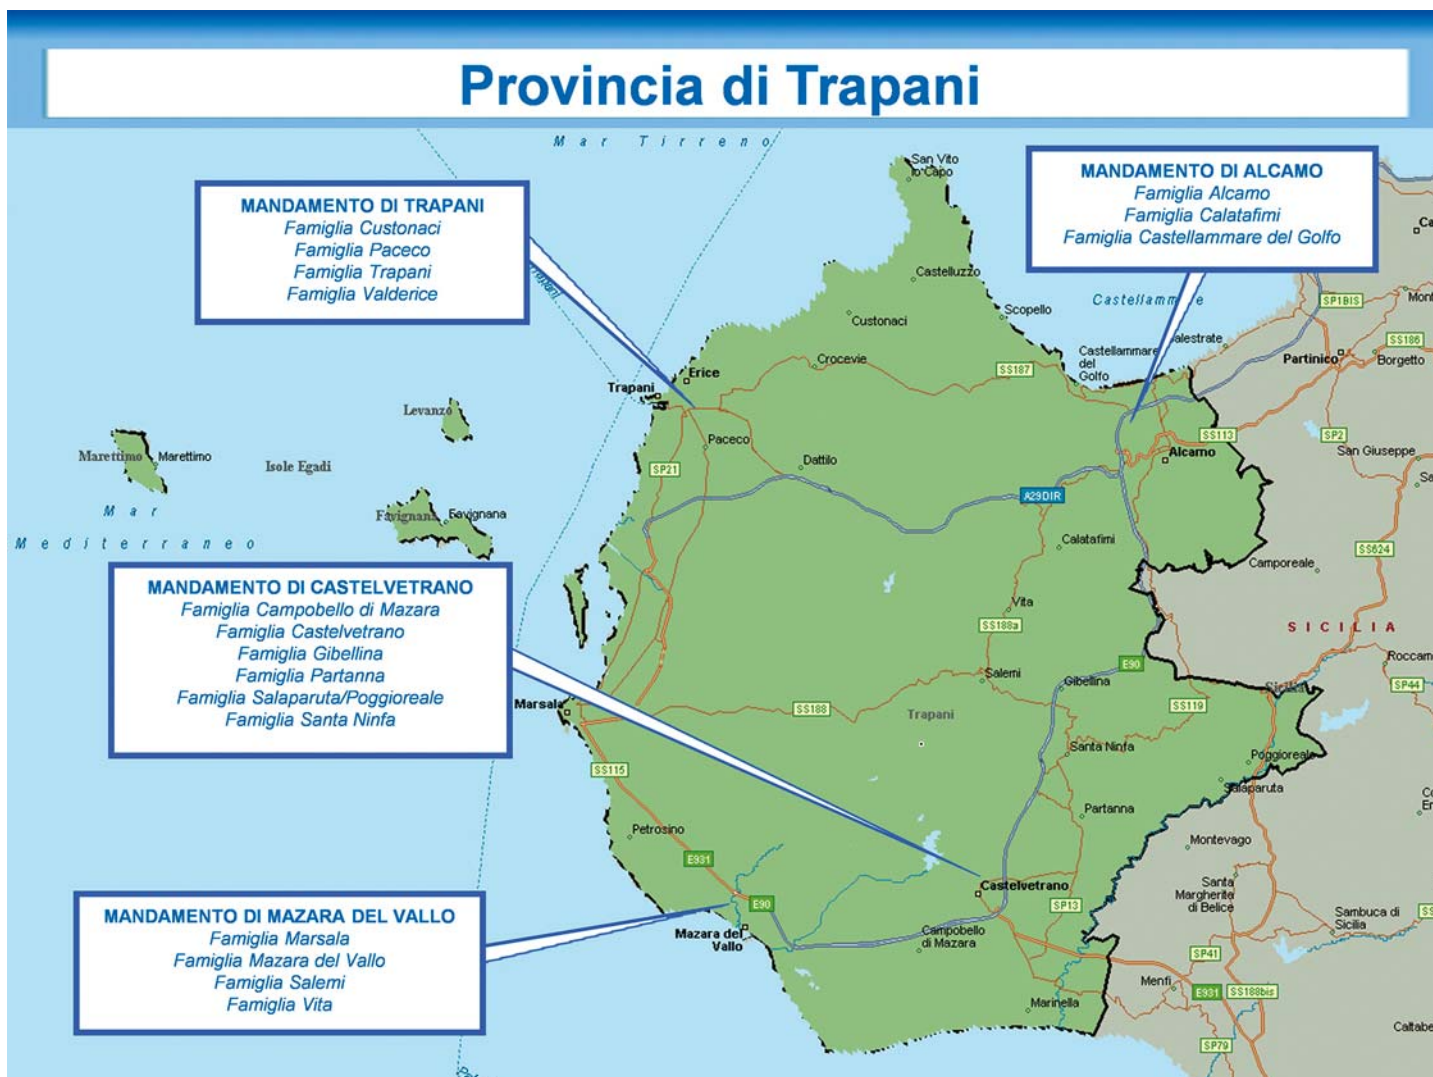 Provincia di Trapani
Mar Tirreno
San Vito
lo Capo
MANDAMENTO DI TRAPANI
Famiglia Custonaci
Famiglia Paceco
Famiglia Trapani
Famiglia Valderice
MANDAMENTO DI ALCAMO
Famiglia Alcamo
Famiglia Calatafimi
Famiglia Castellammare del Golfo
Castelluzzo
Castellamm e
SP1BIS
Custonaci
Scopello
Crocevie
SS187
Castellammare
del
Golfo
alestrate
Partinico
SS186
Borgetto
Erice
Trapani
Levanzo
Marettimo
Marettimo
Isole Egadi
Paceco
SP21
Dattilo
SS113
Alcamo
SP2
San Giuseppe
A29DIR
Favignana
Favignana
Mar
Mediterraneo
Calatafimi
SS624
Camporeale
MANDAMENTO DI CASTELVETRANO
Famiglia Campobello di Mazara
Famiglia Castelvetrano
Famiglia Gibellina
Famiglia Partanna
Famiglia Salaparuta/Poggioreale
Famiglia Santa Ninfa
Vita
SS188a
SICILIA
E90
Salemi
Gibellina
Sicilia
Roccam
SP44
Marsala
SS188
Trapani
SS119
Santa Ninfa
Poggioreale
SS115
Salaparuta
Partanna
Petrosino
Montevago
E931
Castelvetrano
Santa
Margherita
di Belice
SP13
E90
Sambuca di
Sicilia
Mazara del
Vallo
Campobello
di Mazara
SP41
MANDAMENTO DI MAZARA DEL VALLO
Famiglia Marsala
Famiglia Mazara del Vallo
Famiglia Salemi
Famiglia Vita
Menfi
E931
SS188bis
Marinella
Caltabe
SP79